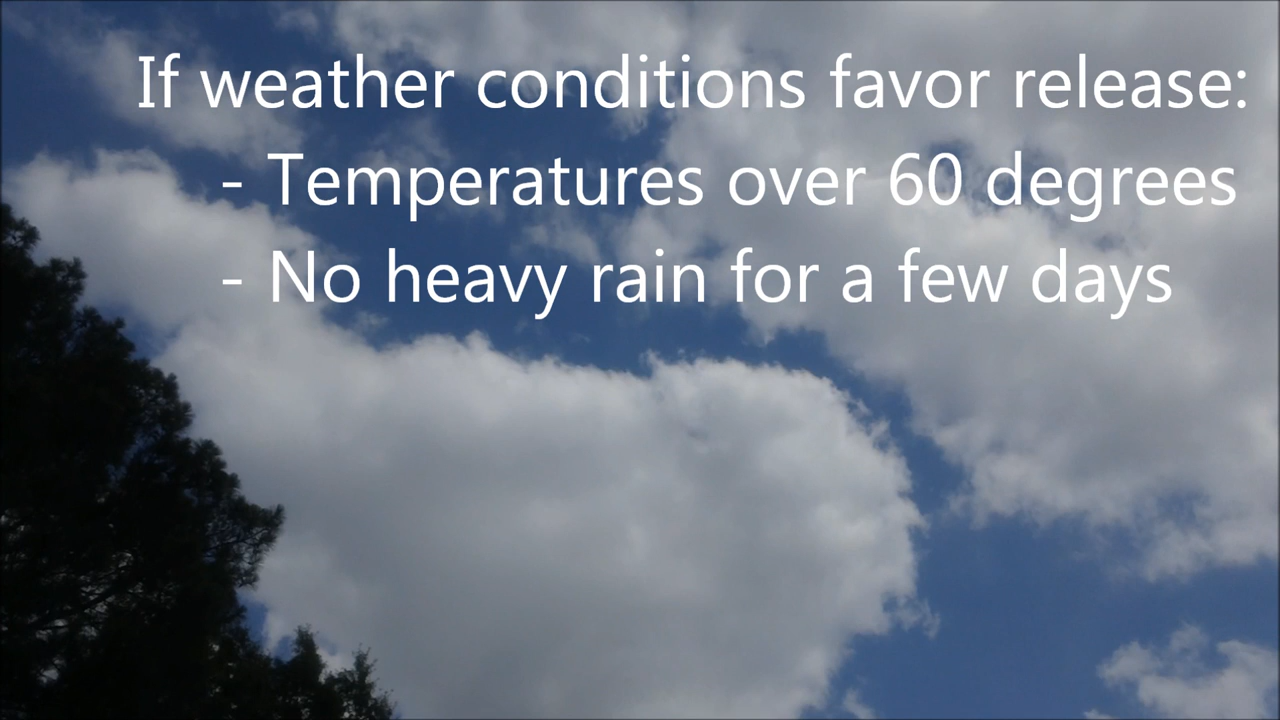 If weather conditions favor release:
- Temperatures over 60 degrees
- No heavy rain for a few days